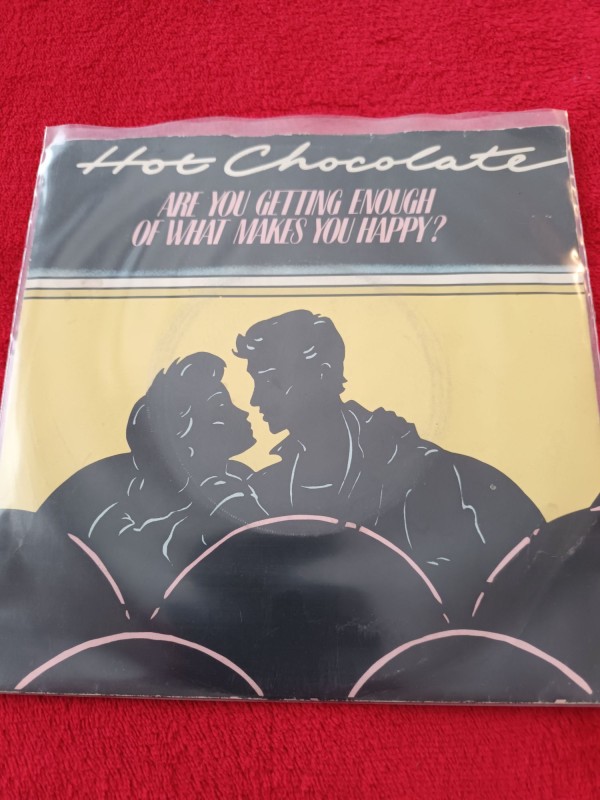 Hot Chocolate
ARE YOU GETTING ENOUGH
OF WHAT MAKES YOU HAPPY?